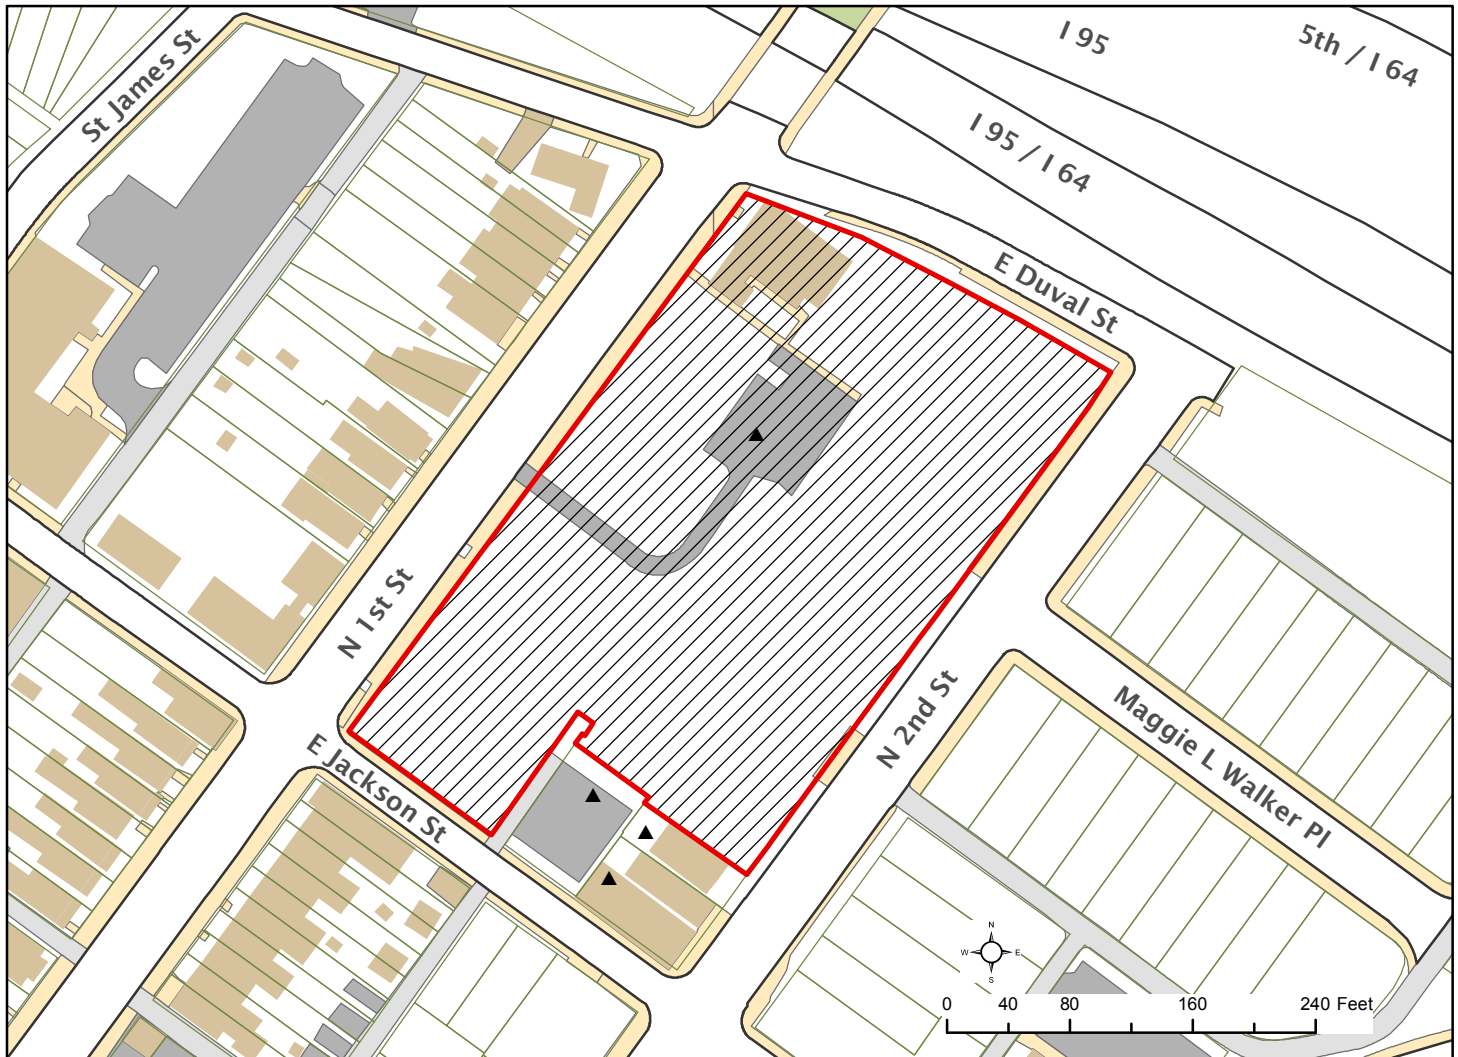 I 95
5th / I 64
St James St
I 95 / I 64
E Duval St
N 1st St
N 2nd St
Maggie L Walker Pl
E Jackson St
N
W
E
S
0 40 80 160 240 Feet